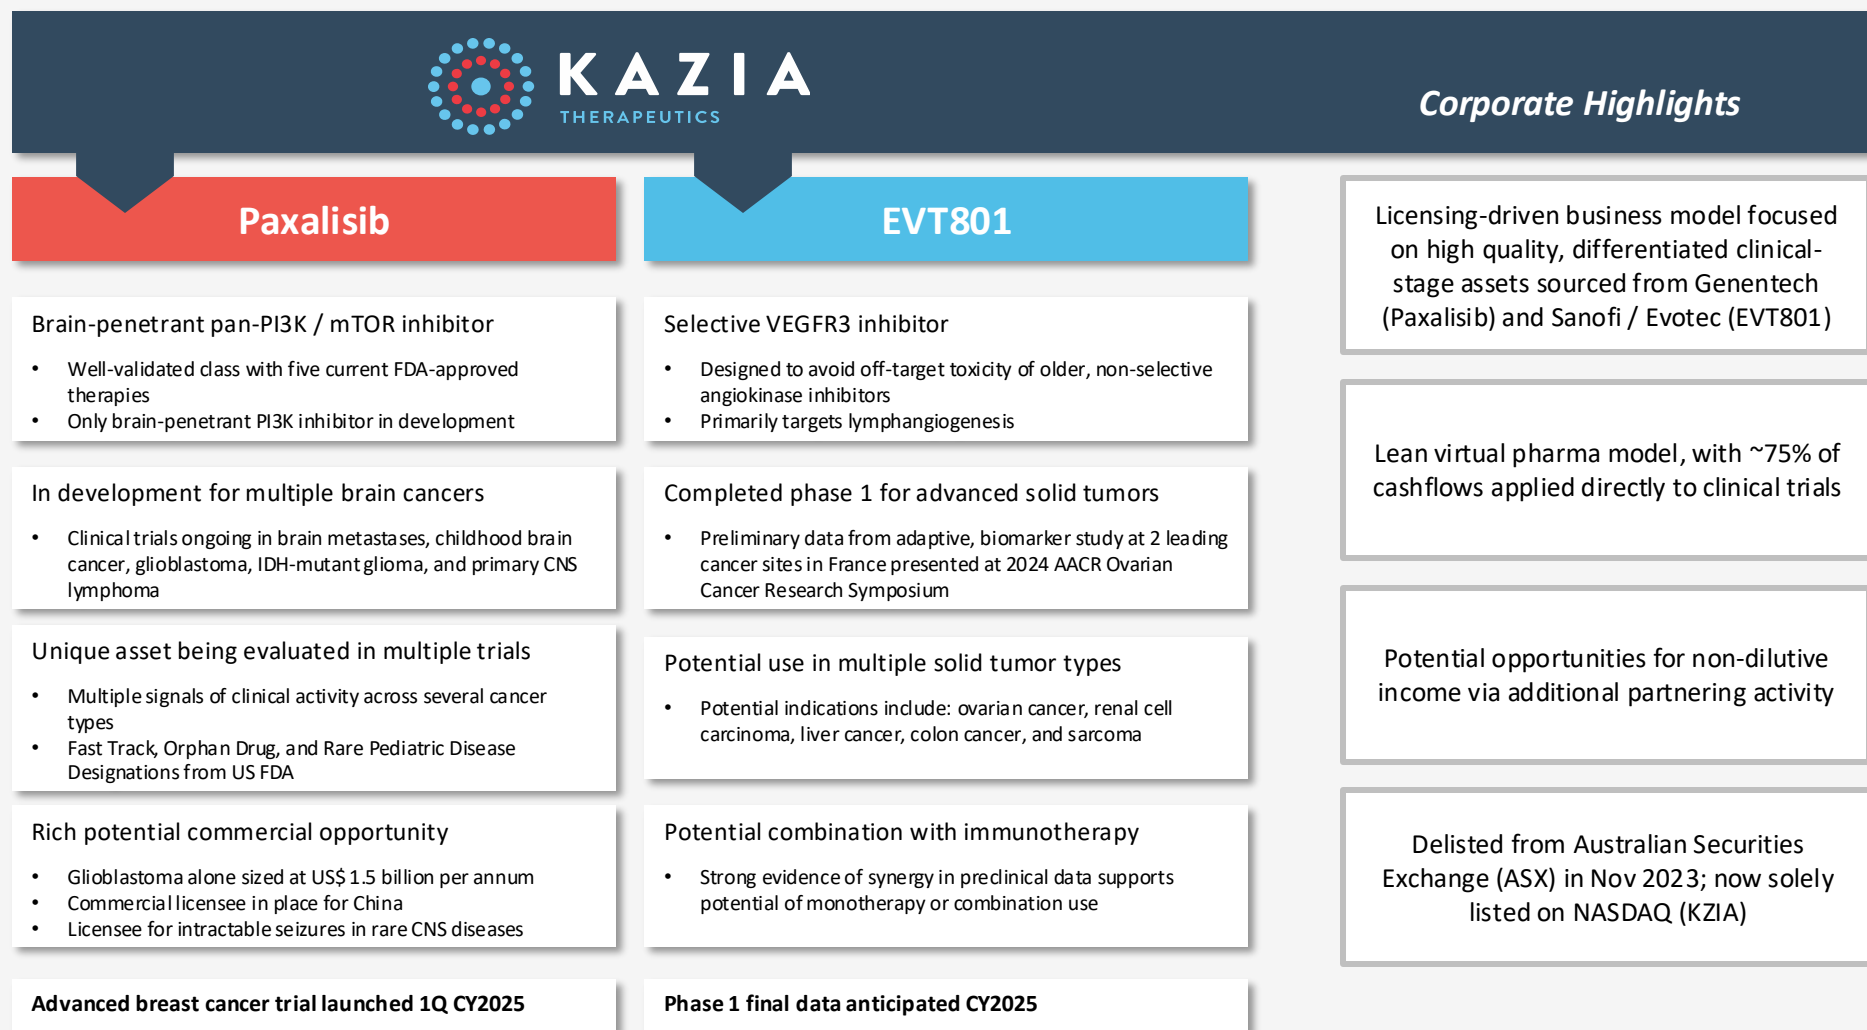 KAZIA
THERAPEUTICS
Corporate Highlights
Paxalisib
Brain-penetrant pan-PI3K / mTOR inhibitor
• Well-validated class with five current FDA-approved
therapies
• Only brain-penetrant PI3K inhibitor in development
In development for multiple brain cancers
• Clinical trials ongoing in brain metastases, childhood brain
cancer, glioblastoma, IDH-mutant glioma, and primary CNS
lymphoma
Unique asset being evaluated in multiple trials
• Multiple signals of clinical activity across several cancer
types
• Fast Track, Orphan Drug, and Rare Pediatric Disease
Designations from US FDA
Rich potential commercial opportunity
• Glioblastoma alone sized at US$ 1.5 billion per annum
• Commercial licensee in place for China
• Licensee for intractable seizures in rare CNS diseases
Advanced breast cancer trial launched 1Q CY2025
EVT801
Selective VEGFR3 inhibitor
• Designed to avoid off-target toxicity of older, non-selective
angiokinase inhibitors
• Primarily targets lymphangiogenesis
Completed phase 1 for advanced solid tumors
• Preliminary data from adaptive, biomarker study at 2 leading
cancer sites in France presented at 2024 AACR Ovarian
Cancer Research Symposium
Potential use in multiple solid tumor types
• Potential indications include: ovarian cancer, renal cell
carcinoma, liver cancer, colon cancer, and sarcoma
Potential combination with immunotherapy
• Strong evidence of synergy in preclinical data supports
potential of monotherapy or combination use
Phase 1 final data anticipated CY2025
Licensing-driven business model focused
on high quality, differentiated clinical-
stage assets sourced from Genentech
(Paxalisib) and Sanofi / Evotec (EVT801)
Lean virtual pharma model, with ~75% of
cashflows applied directly to clinical trials
Potential opportunities for non-dilutive
income via additional partnering activity
Delisted from Australian Securities
Exchange (ASX) in Nov 2023; now solely
listed on NASDAQ (KZIA)